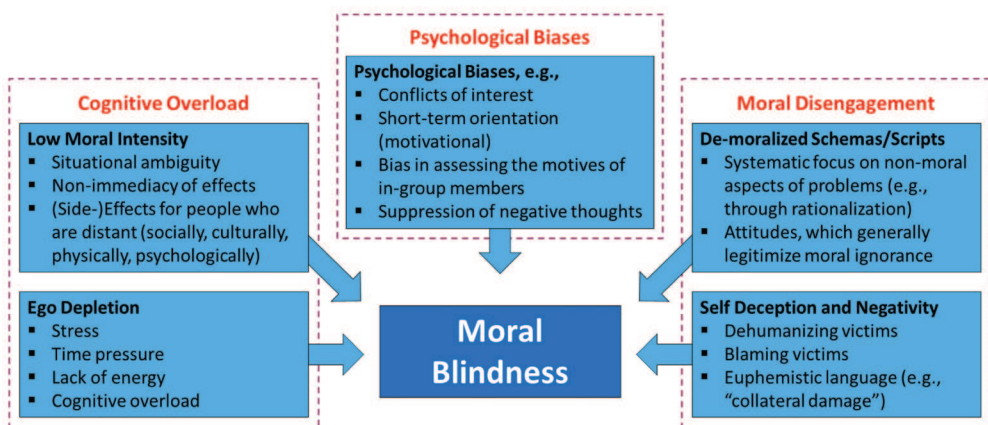 Psychological Biases
Psychological Biases, e.g.,
▪ Conflicts of interest
▪ Short-term orientation
(motivational)
▪ Bias in assessing the motives of
in-group members
▪ Suppression of negative thoughts
Cognitive Overload
Low Moral Intensity
▪ Situational ambiguity
▪ Non-immediacy of effects
▪ (Side-)Effects for people who
are distant (socially, culturally,
physically, psychologically)
Ego Depletion
▪ Stress
▪ Time pressure
▪ Lack of energy
▪ Cognitive overload
Moral
Blindness
Moral Disengagement
De-moralized Schemas/Scripts
▪ Systematic focus on non-moral
aspects of problems (e.g.,
through rationalization)
▪ Attitudes, which generally
legitimize moral ignorance
Self Deception and Negativity
▪ Dehumanizing victims
▪ Blaming victims
▪ Euphemistic language (e.g.,
“collateral damage”)